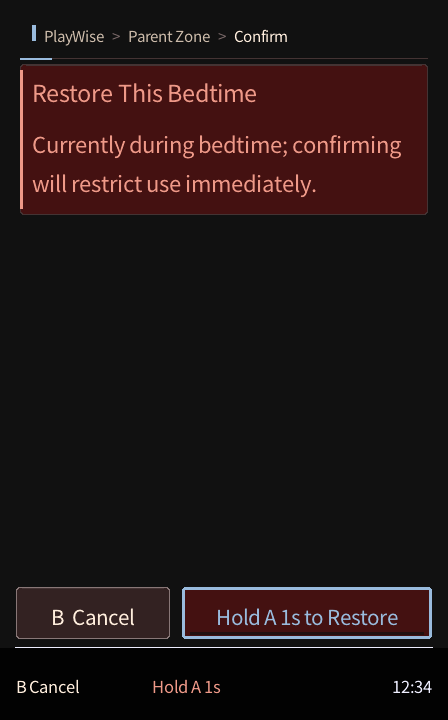 PlayWise > Parent Zone > Confirm
Restore This Bedtime
Currently during bedtime; confirming
will restrict use immediately.
B Cancel
Hold A 1s to Restore
B Cancel
Hold A 1s
12:34